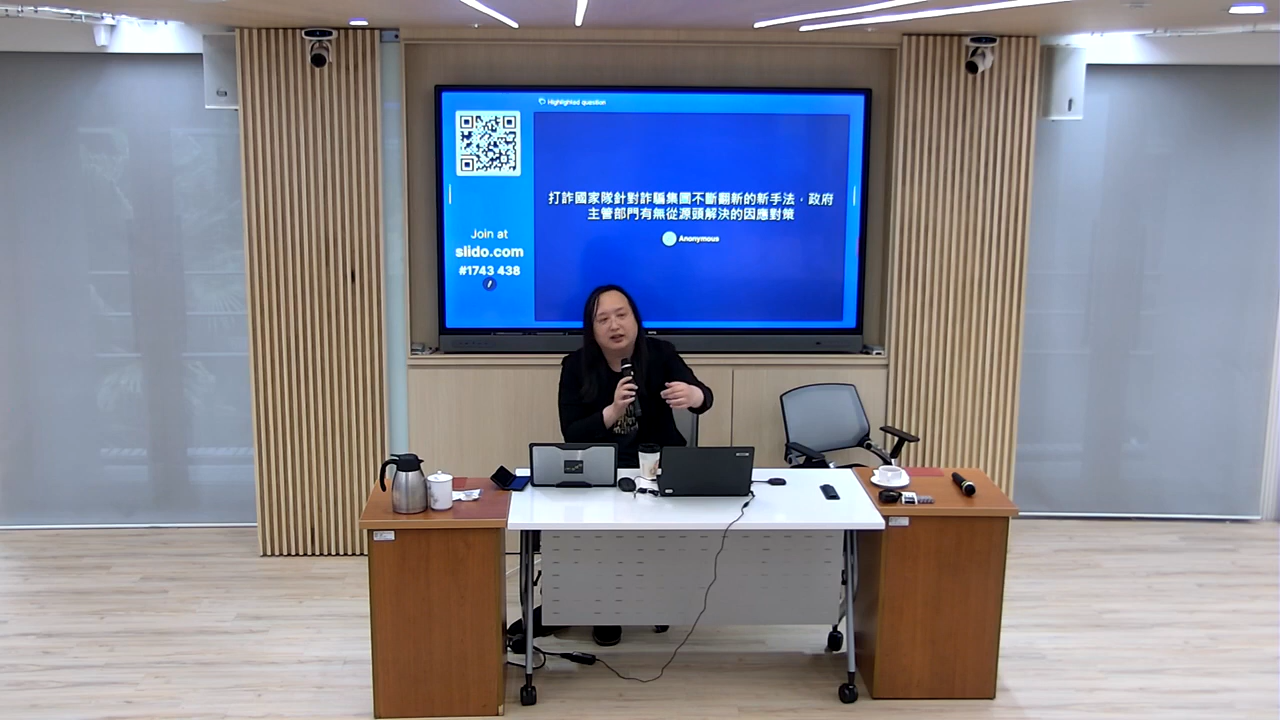 Highlighted question
打詐國家隊針對詐騙集團不斷翻新的新手法，政府
主管部門有無從源頭解決的因應對策
Anonymous
Join at
slido.com
#1743 438